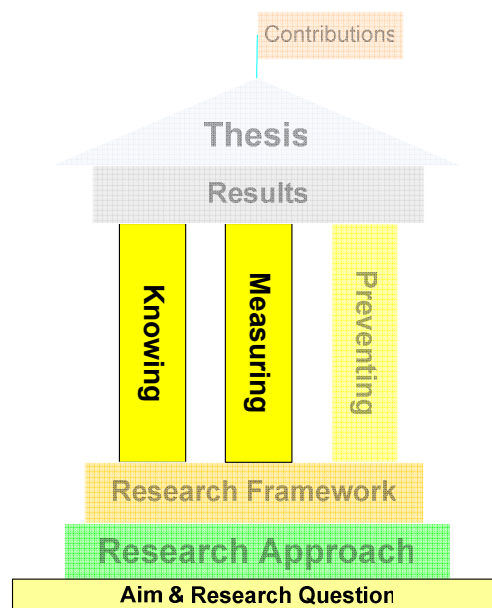 Contributions
Thesis
Results
Knowing
Measuring
Preventing
Research Framework
Research Approach
Aim & Research Question